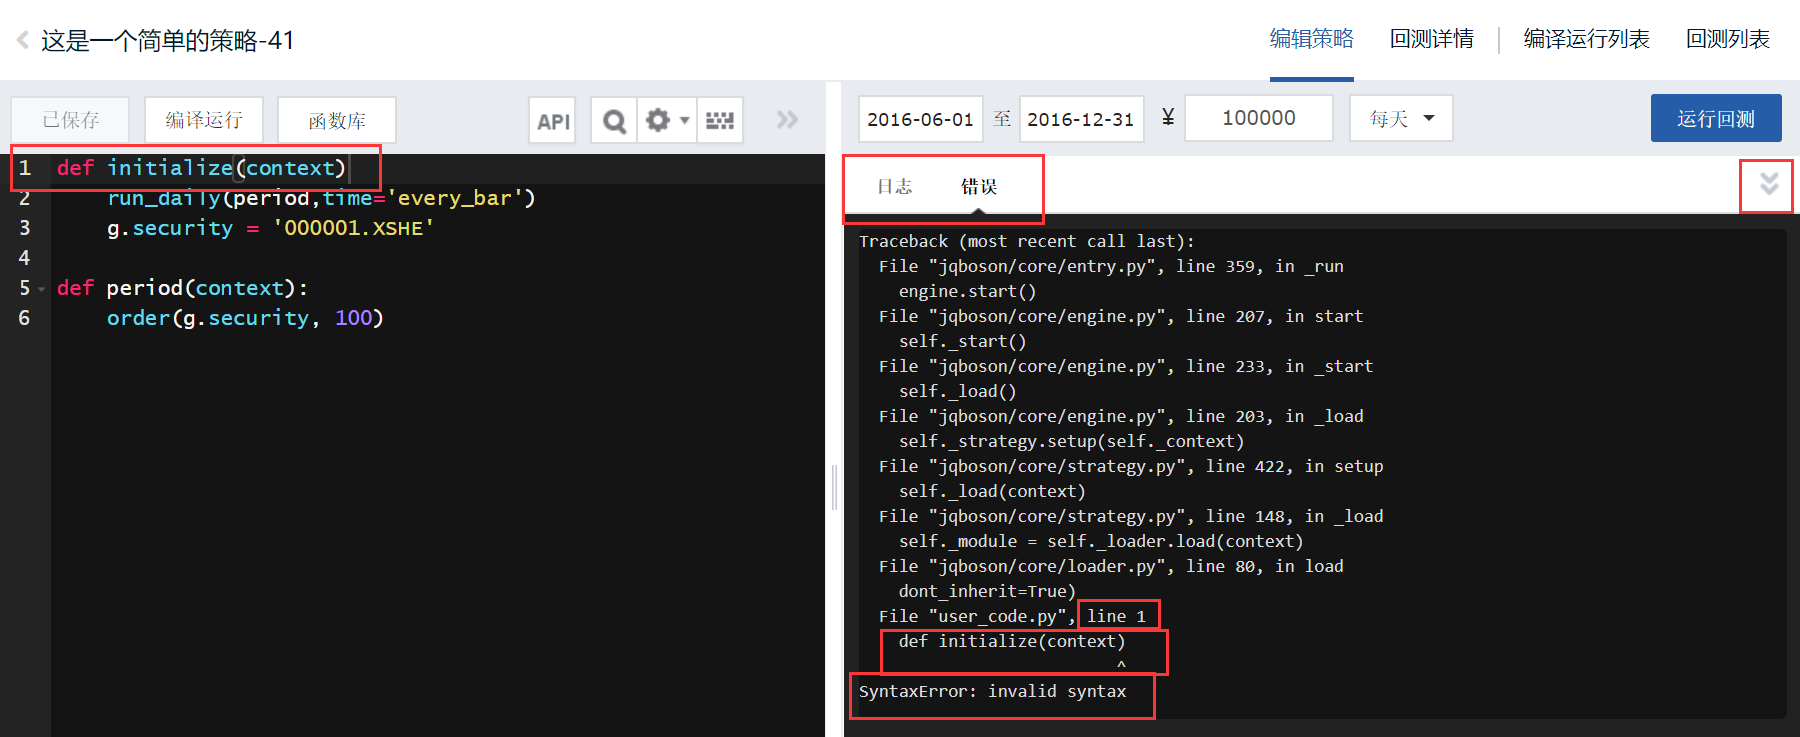 这是一个简单的策略-41
编辑策略 回测详情 编译运行列表 回测列表
已保存 编译运行 函数库 API
2016-06-01 至 2016-12-31 ¥ 100000 每天 运行回测
1 def initialize(context)
2     run_daily(period,time='every_bar')
3     g.security = '000001.XSHE'
4
5 def period(context):
6     order(g.security, 100)
日志 错误
Traceback (most recent call last):
  File "jqboson/core/entry.py", line 359, in _run
    engine.start()
  File "jqboson/core/engine.py", line 207, in start
    self._start()
  File "jqboson/core/engine.py", line 233, in _start
    self._load()
  File "jqboson/core/engine.py", line 203, in _load
    self._strategy.setup(self._context)
  File "jqboson/core/strategy.py", line 422, in setup
    self._load(context)
  File "jqboson/core/strategy.py", line 148, in _load
    self._module = self._loader.load(context)
  File "jqboson/core/loader.py", line 80, in load
    dont_inherit=True)
  File "user_code.py", line 1
    def initialize(context)
                          ^
SyntaxError: invalid syntax